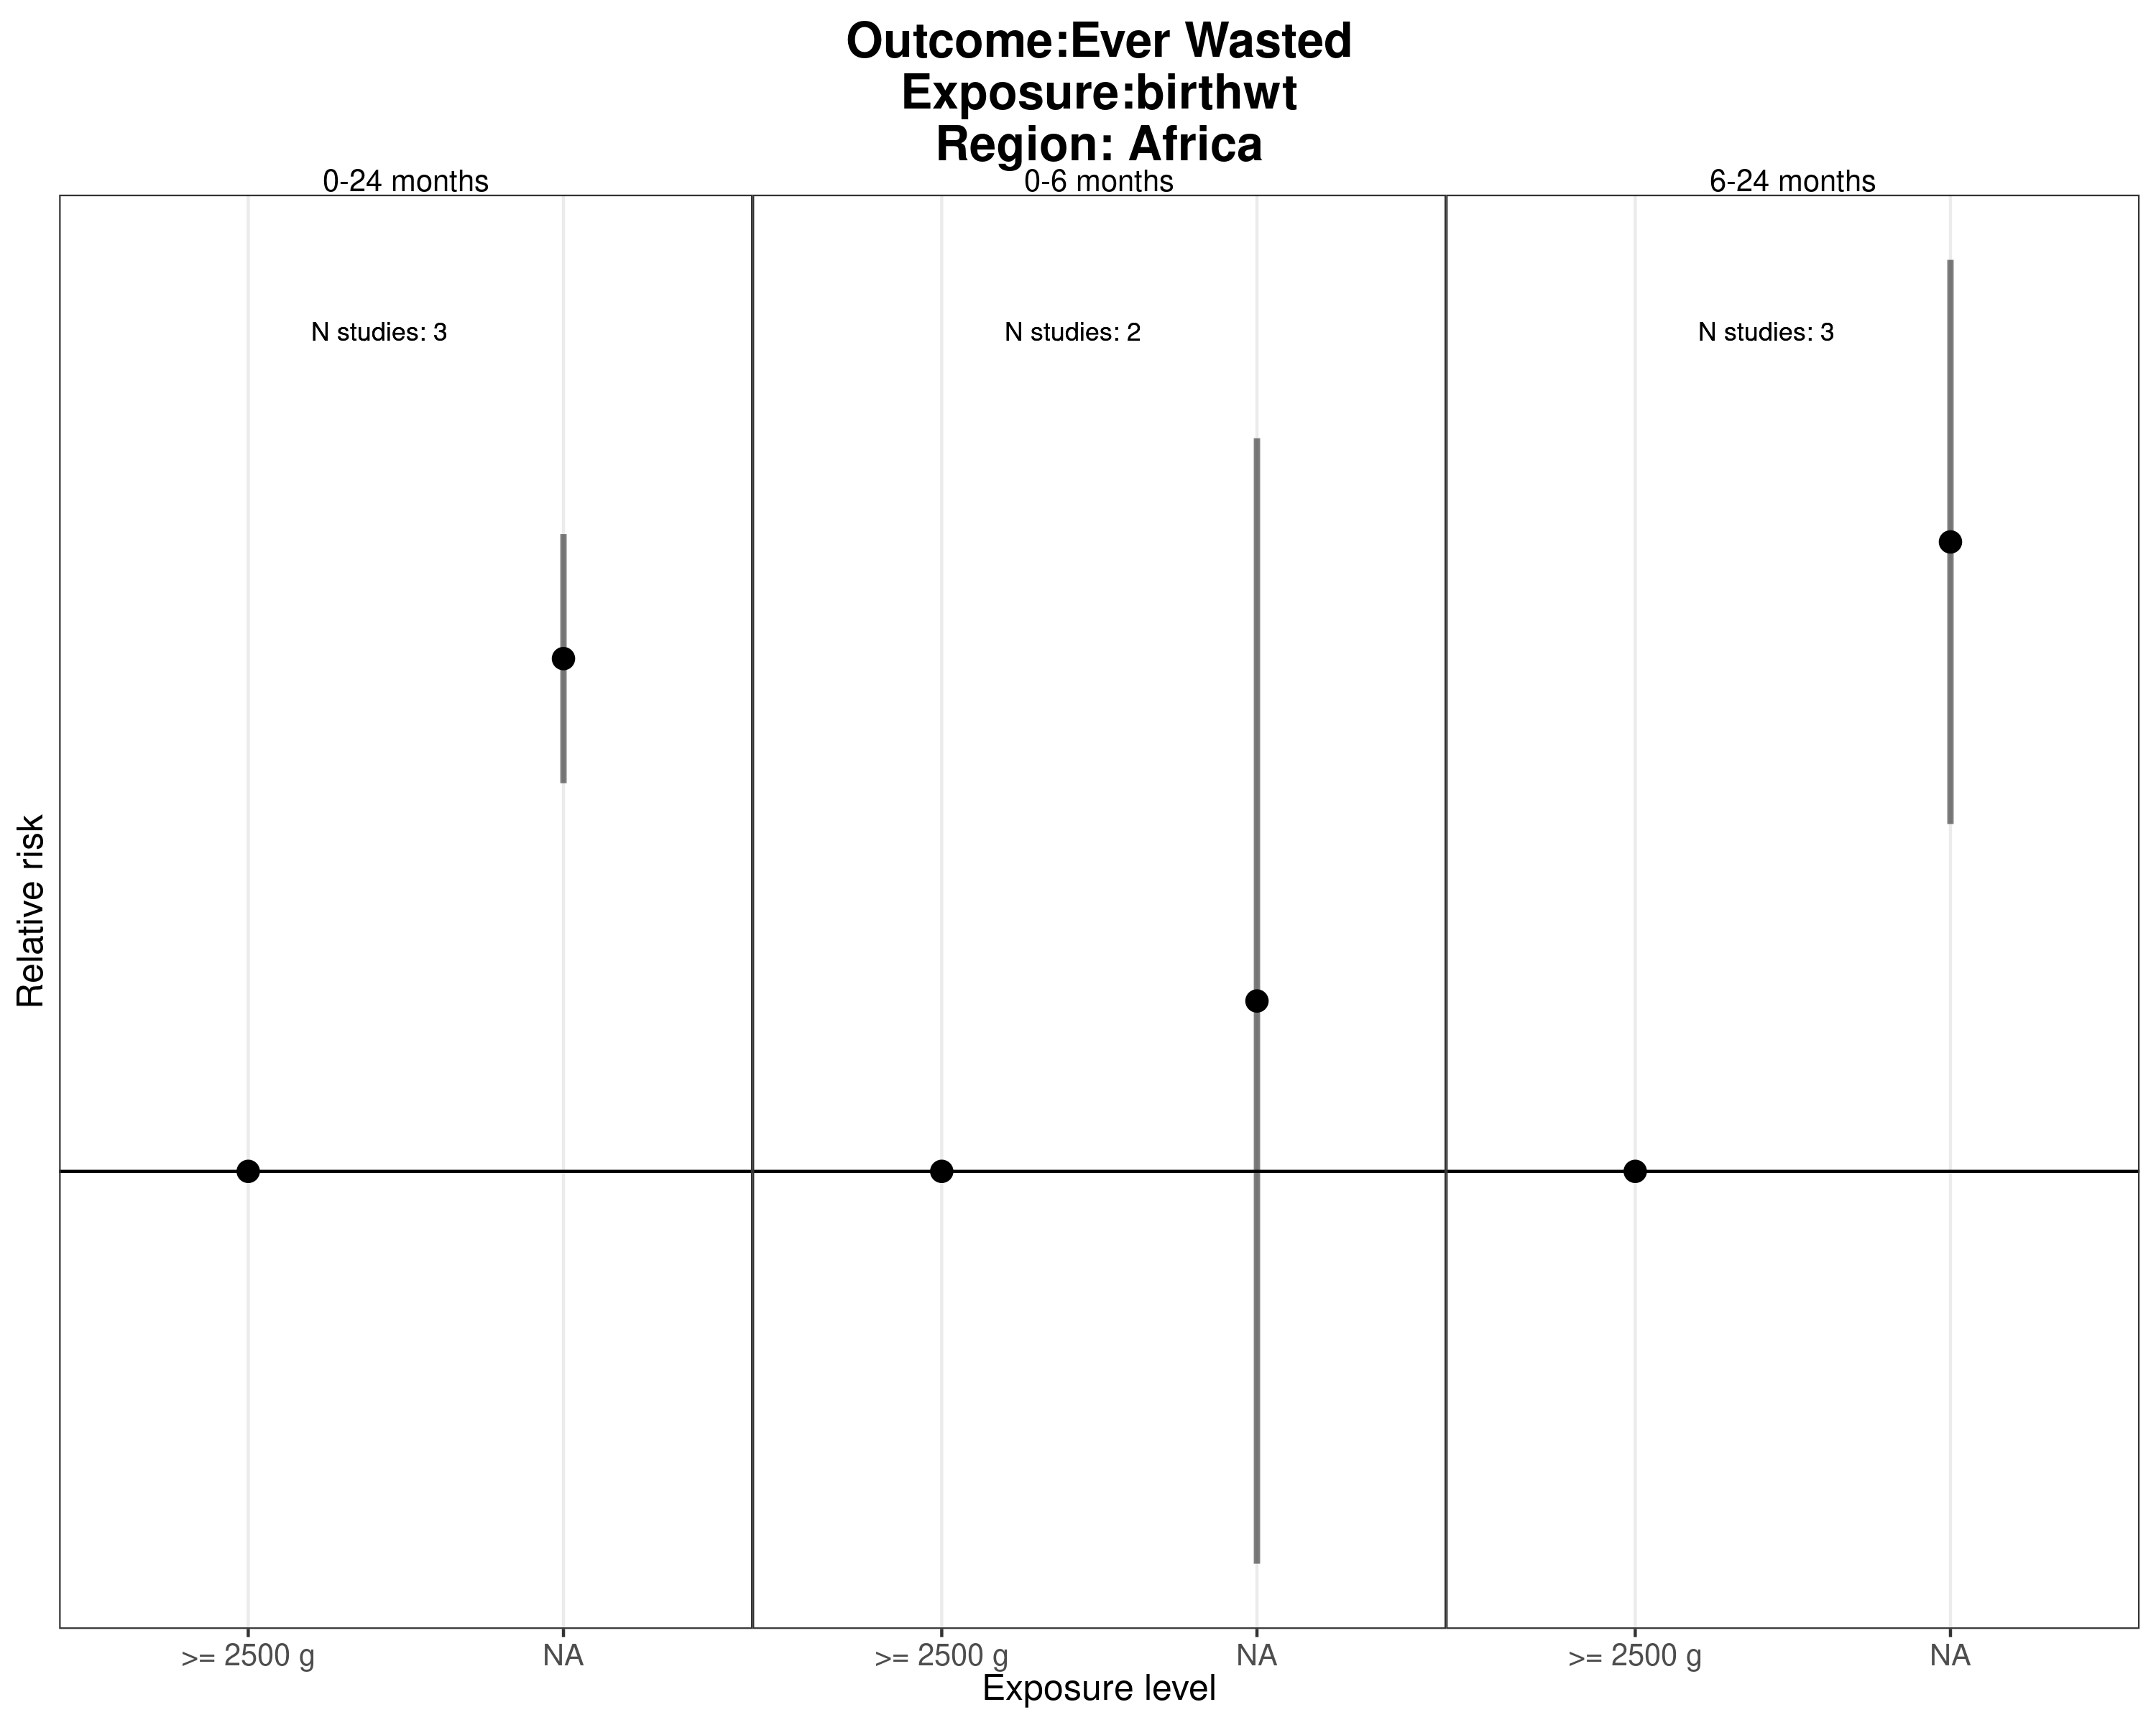 Outcome:Ever Wasted
Exposure:birthwt
Region: Africa
0-24 months
0-6 months
6-24 months
N studies: 3
N studies: 2
N studies: 3
Relative risk
>= 2500 g
NA
>= 2500 g
NA
>= 2500 g
NA
Exposure level